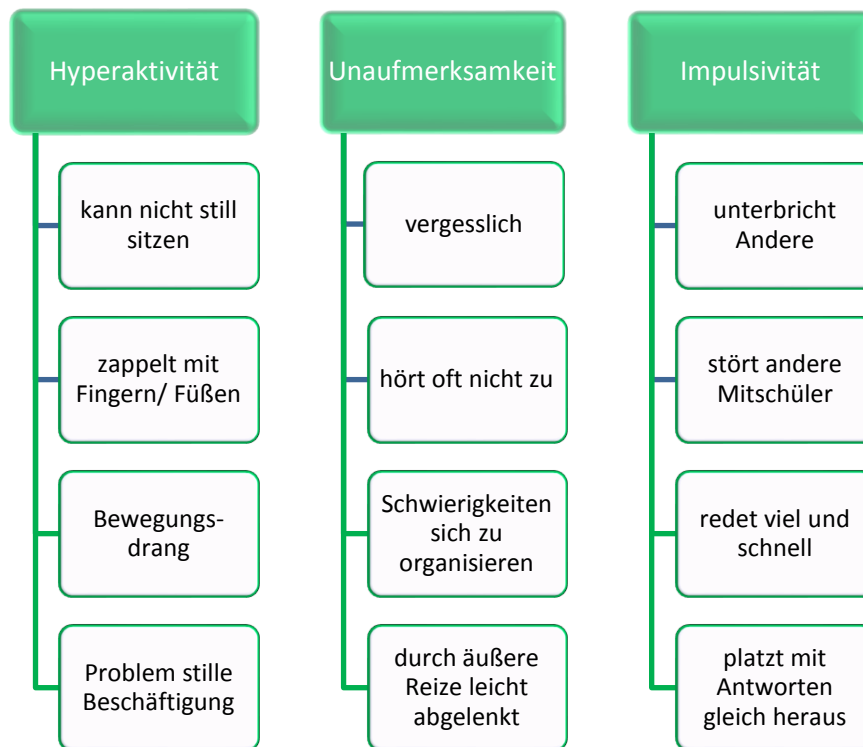 Hyperaktivität
kann nicht still
sitzen
zappelt mit
Fingern/ Füßen
Bewegungs-
drang
Problem stille
Beschäftigung
Unaufmerksamkeit
vergesslich
hört oft nicht zu
Schwierigkeiten
sich zu
organisieren
durch äußere
Reize leicht
abgelenkt
Impulsivität
unterbricht
Andere
stört andere
Mitschüler
redet viel und
schnell
platzt mit
Antworten
gleich heraus